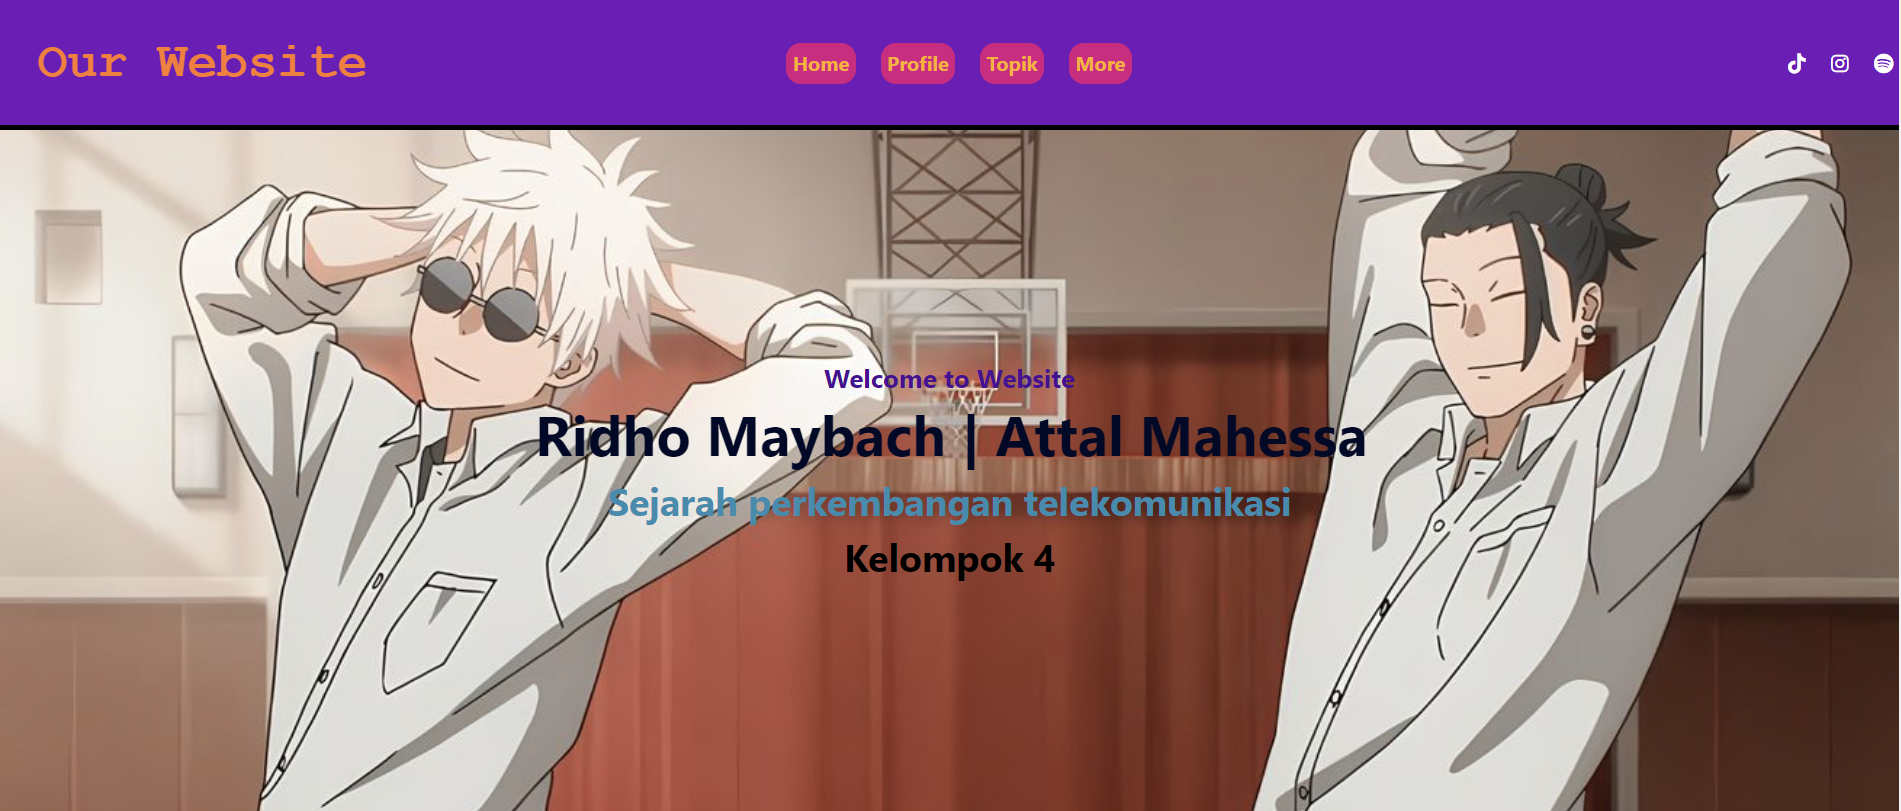 Our Website
Home Profile Topik More
Welcome to Website
Ridho Maybach | Attal Mahessa
Sejarah perkembangan telekomunikasi
Kelompok 4